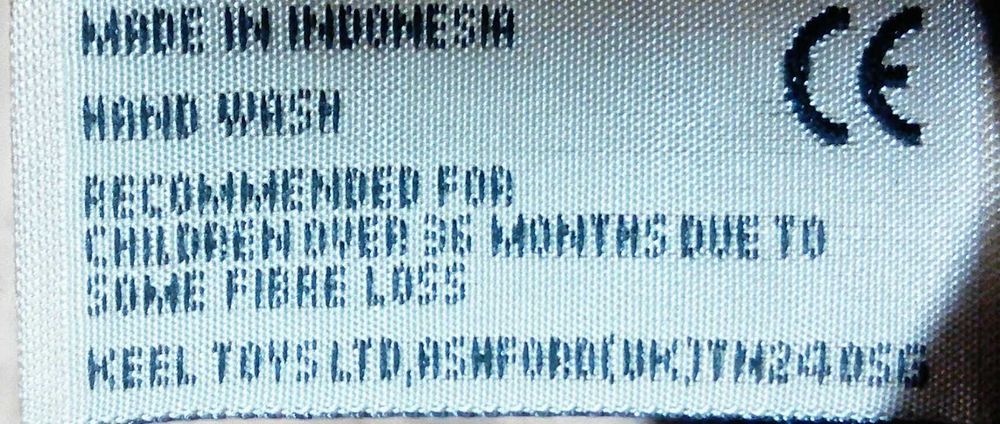 MADE IN INDONESIA
CE
HAND WASH
RECOMMENDED FOR
CHILDREN OVER 36 MONTHS DUE TO
SOME FIBRE LOSS
KEEL TOYS LTD,ASHFORD(UK)TN24